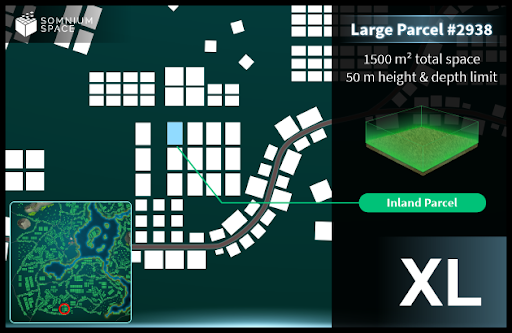 SOMNIUM
SPACE
Large Parcel #2938
1500 m² total space
50 m height & depth limit
Inland Parcel
XL